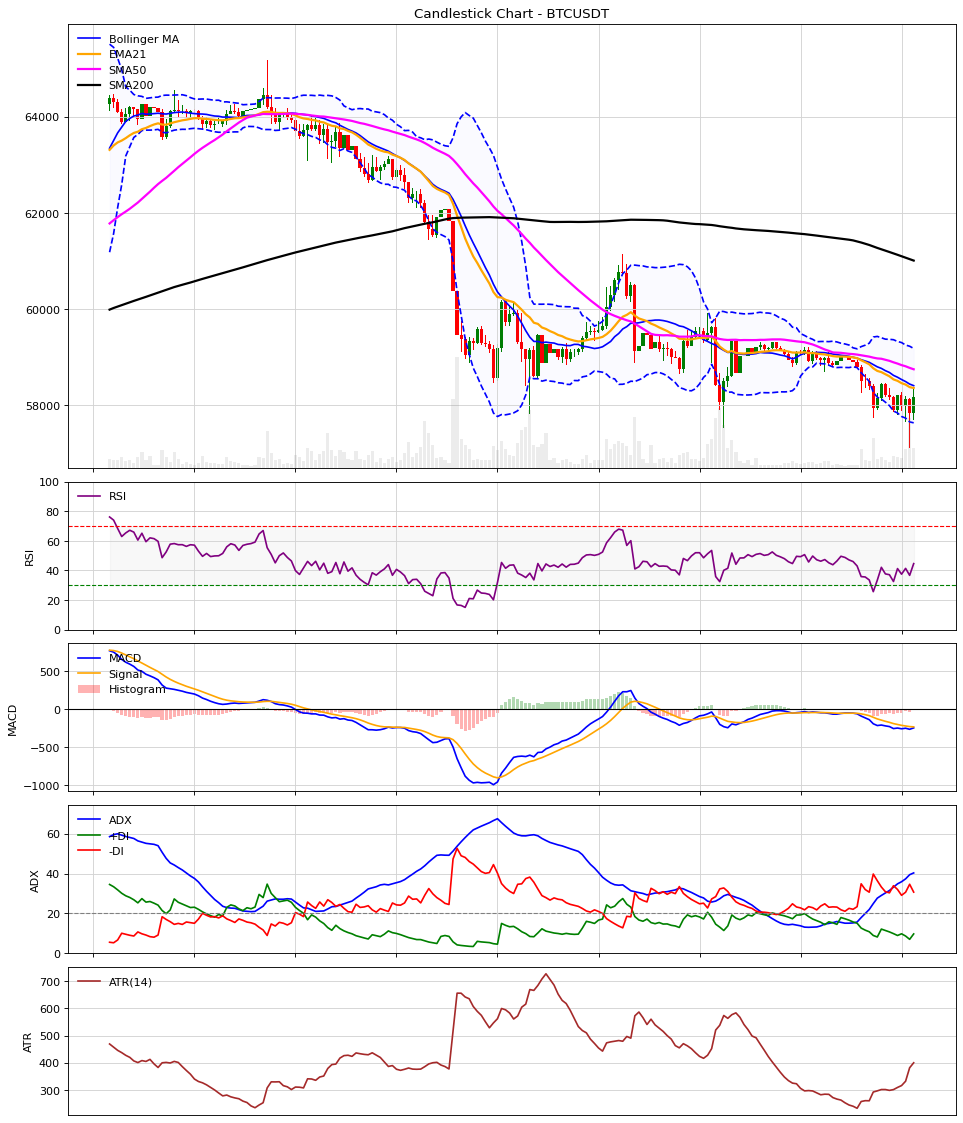 Candlestick Chart - BTCUSDT
Bollinger MA
EMA21
SMA50
SMA200
64000
62000
60000
58000
100
80
60
40
20
0
RSI
RSI
500
0
−500
−1000
MACD
MACD
Signal
Histogram
60
40
20
0
ADX
ADX
+DI
-DI
700
600
500
400
300
ATR
ATR(14)